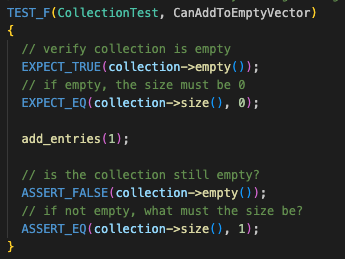 TEST_F(CollectionTest, CanAddToEmptyVector)
{
  // verify collection is empty
  EXPECT_TRUE(collection->empty());
  // if empty, the size must be 0
  EXPECT_EQ(collection->size(), 0);

  add_entries(1);

  // is the collection still empty?
  ASSERT_FALSE(collection->empty());
  // if not empty, what must the size be?
  ASSERT_EQ(collection->size(), 1);
}